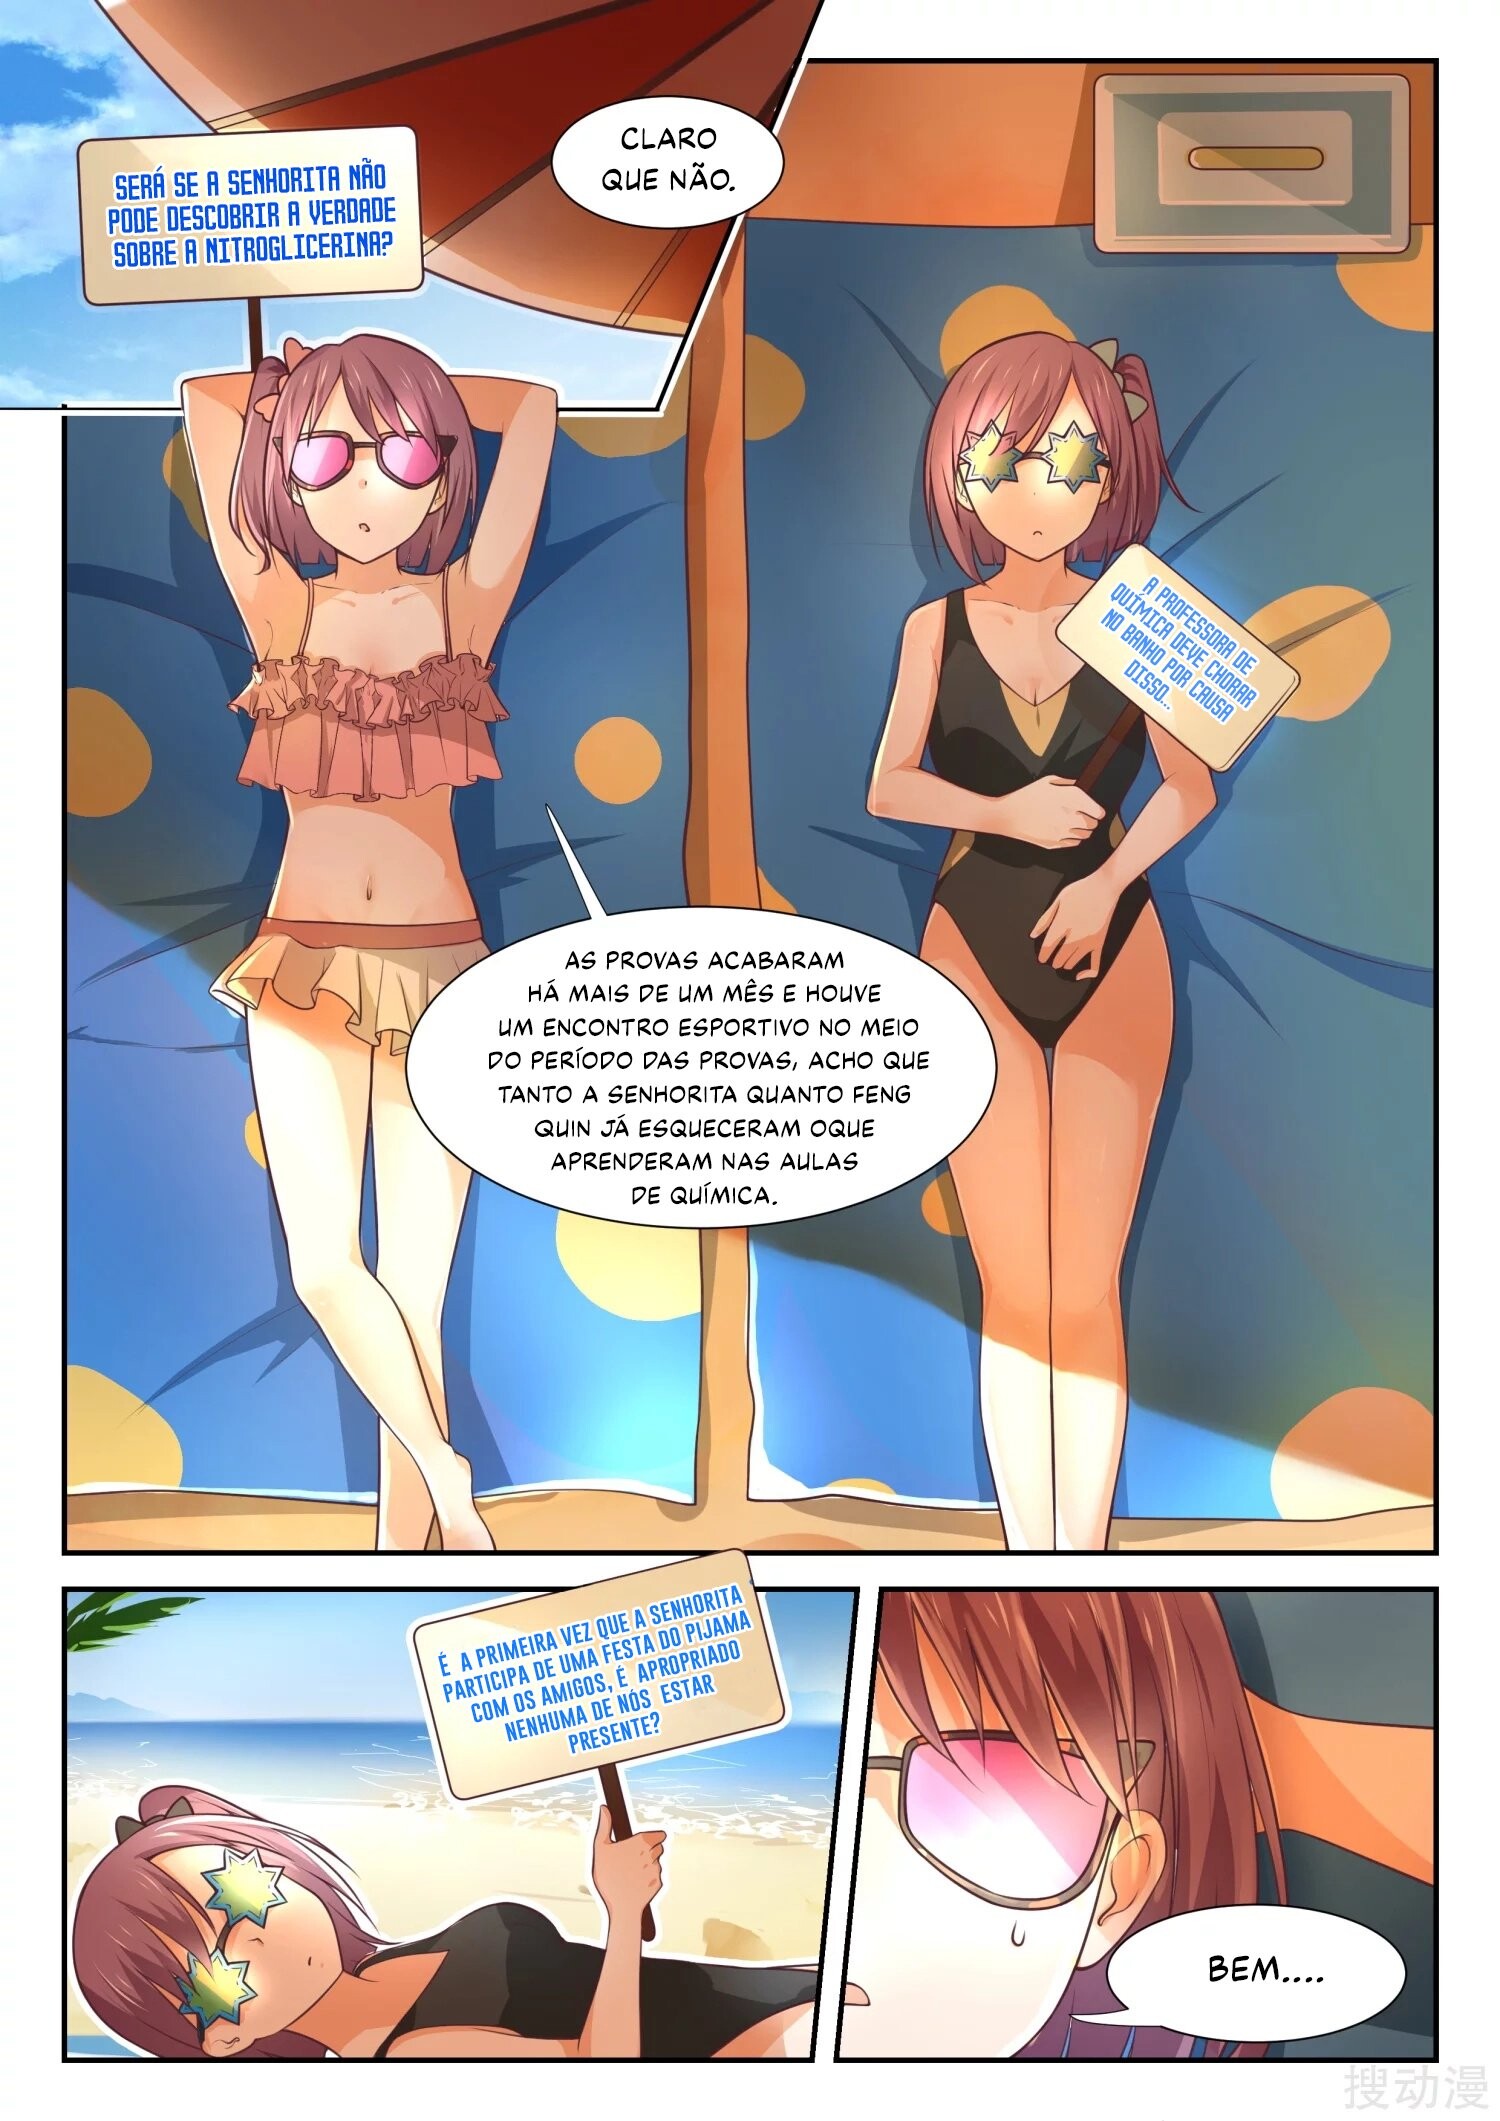 SERÁ SE A SENHORITA NÃO
PODE DESCOBRIR A VERDADE
SOBRE A NITROGLICERINA?
CLARO
QUE NÃO.
A PROFESSORA DE
QUÍMICA DEVE CHORAR
NO BANHO POR CAUSA
DISSO...
AS PROVAS ACABARAM
HÁ MAIS DE UM MÊS E HOUVE
UM ENCONTRO ESPORTIVO NO MEIO
DO PERÍODO DAS PROVAS, ACHO QUE
TANTO A SENHORITA QUANTO FENG
QUIN JÁ ESQUECERAM OQUE
APRENDERAM NAS AULAS
DE QUÍMICA.
É A PRIMEIRA VEZ QUE A SENHORITA
PARTICIPA DE UMA FESTA DO PIJAMA
COM OS AMIGOS, É APROPRIADO
NENHUMA DE NÓS ESTAR
PRESENTE?
BEM....
搜动漫